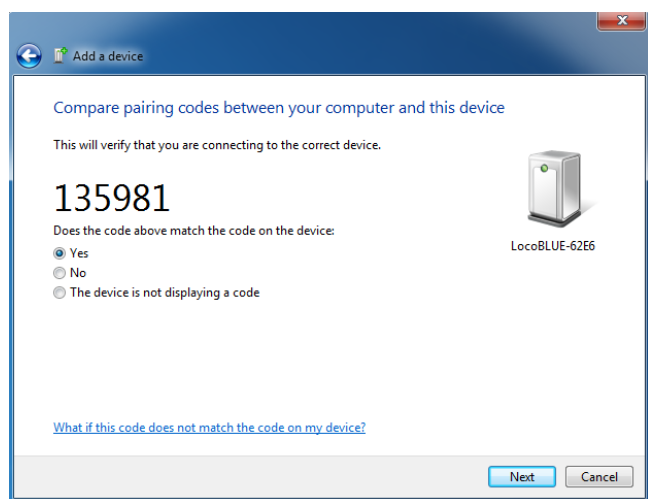 Add a device
Compare pairing codes between your computer and this device
This will verify that you are connecting to the correct device.
135981
Does the code above match the code on the device:
Yes
No
The device is not displaying a code
LocoBLUE-62E6
What if this code does not match the code on my device?
Next
Cancel